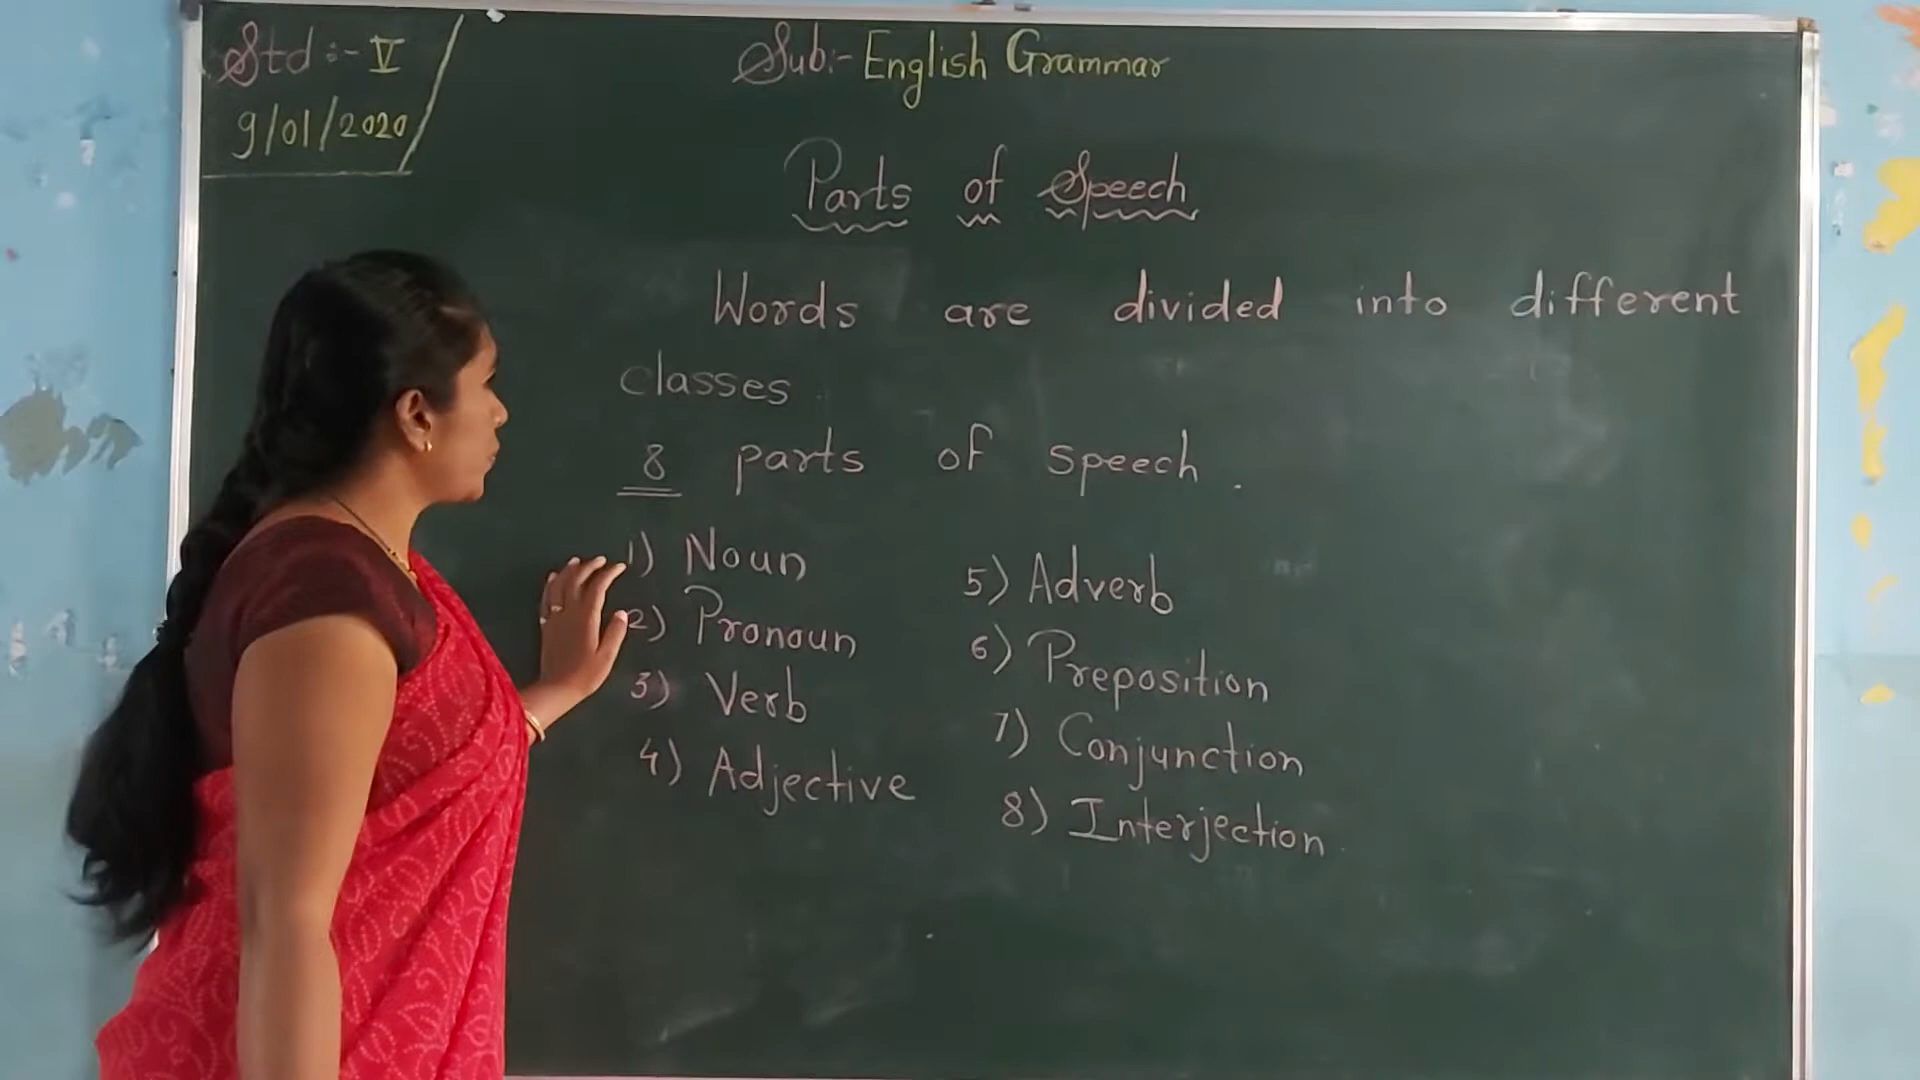 Std :- V
9/01/2020
Sub:- English Grammar
Parts of Speech
Words are divided into different
classes.
8 parts of speech.
1) Noun
2) Pronoun
3) Verb
4) Adjective
5) Adverb
6) Preposition
7) Conjunction
8) Interjection.